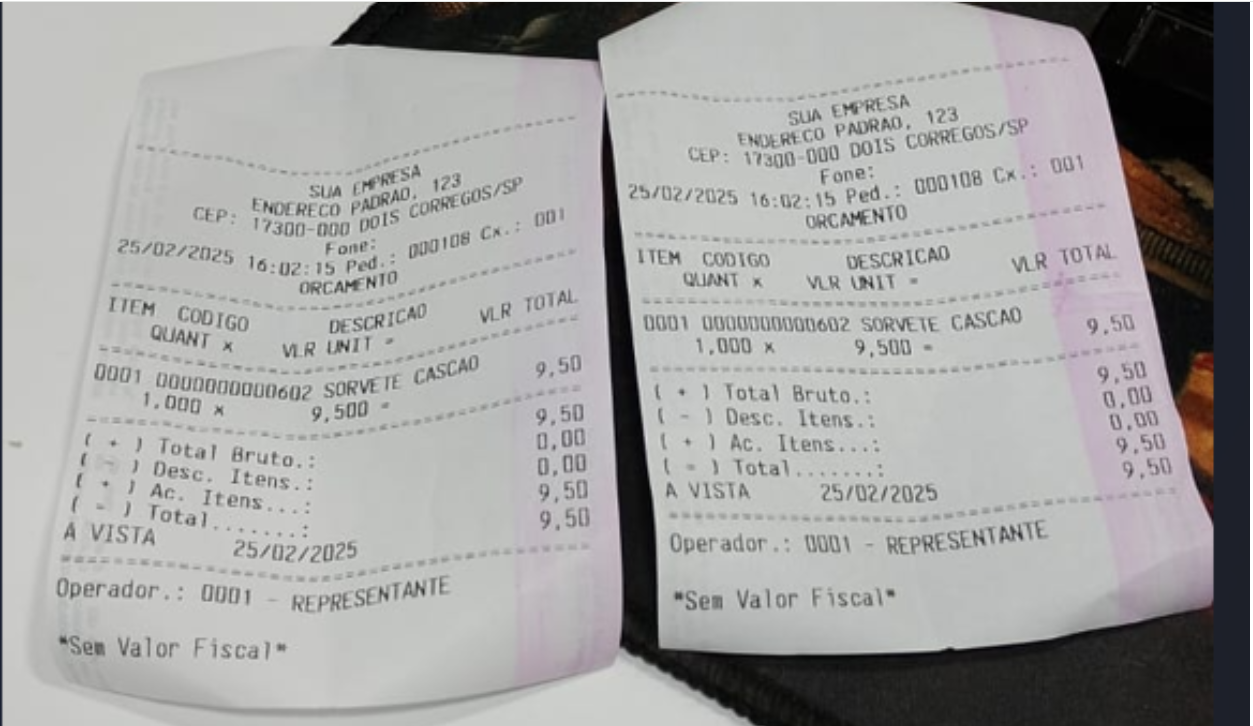 --------------------------------
SUA EMPRESA
ENDERECO PADRAO, 123
CEP: 17300-000 DOIS CORREGOS/SP
Fone:
25/02/2025 16:02:15 Ped.: 000108 Cx.: 001
ORCAMENTO
--------------------------------
ITEM CODIGO DESCRICAO VLR TOTAL
QUANT x VLR UNIT =
--------------------------------
0001 0000000000602 SORVETE CASCAO 9,50
1,000 x 9,500 =
--------------------------------
( + ) Total Bruto.: 9,50
( - ) Desc. Itens.: 0,00
( + ) Ac. Itens...: 0,00
( = ) Total.......: 9,50
A VISTA 25/02/2025 9,50
--------------------------------
Operador.: 0001 - REPRESENTANTE
*Sem Valor Fiscal*
--------------------------------
SUA EMPRESA
ENDERECO PADRAO, 123
CEP: 17300-000 DOIS CORREGOS/SP
Fone:
25/02/2025 16:02:15 Ped.: 000108 Cx.: 001
ORCAMENTO
--------------------------------
ITEM CODIGO DESCRICAO VLR TOTAL
QUANT x VLR UNIT =
--------------------------------
0001 0000000000602 SORVETE CASCAO 9,50
1,000 x 9,500 =
--------------------------------
( + ) Total Bruto.: 9,50
( - ) Desc. Itens.: 0,00
( + ) Ac. Itens...: 0,00
( = ) Total.......: 9,50
A VISTA 25/02/2025 9,50
--------------------------------
Operador.: 0001 - REPRESENTANTE
*Sem Valor Fiscal*